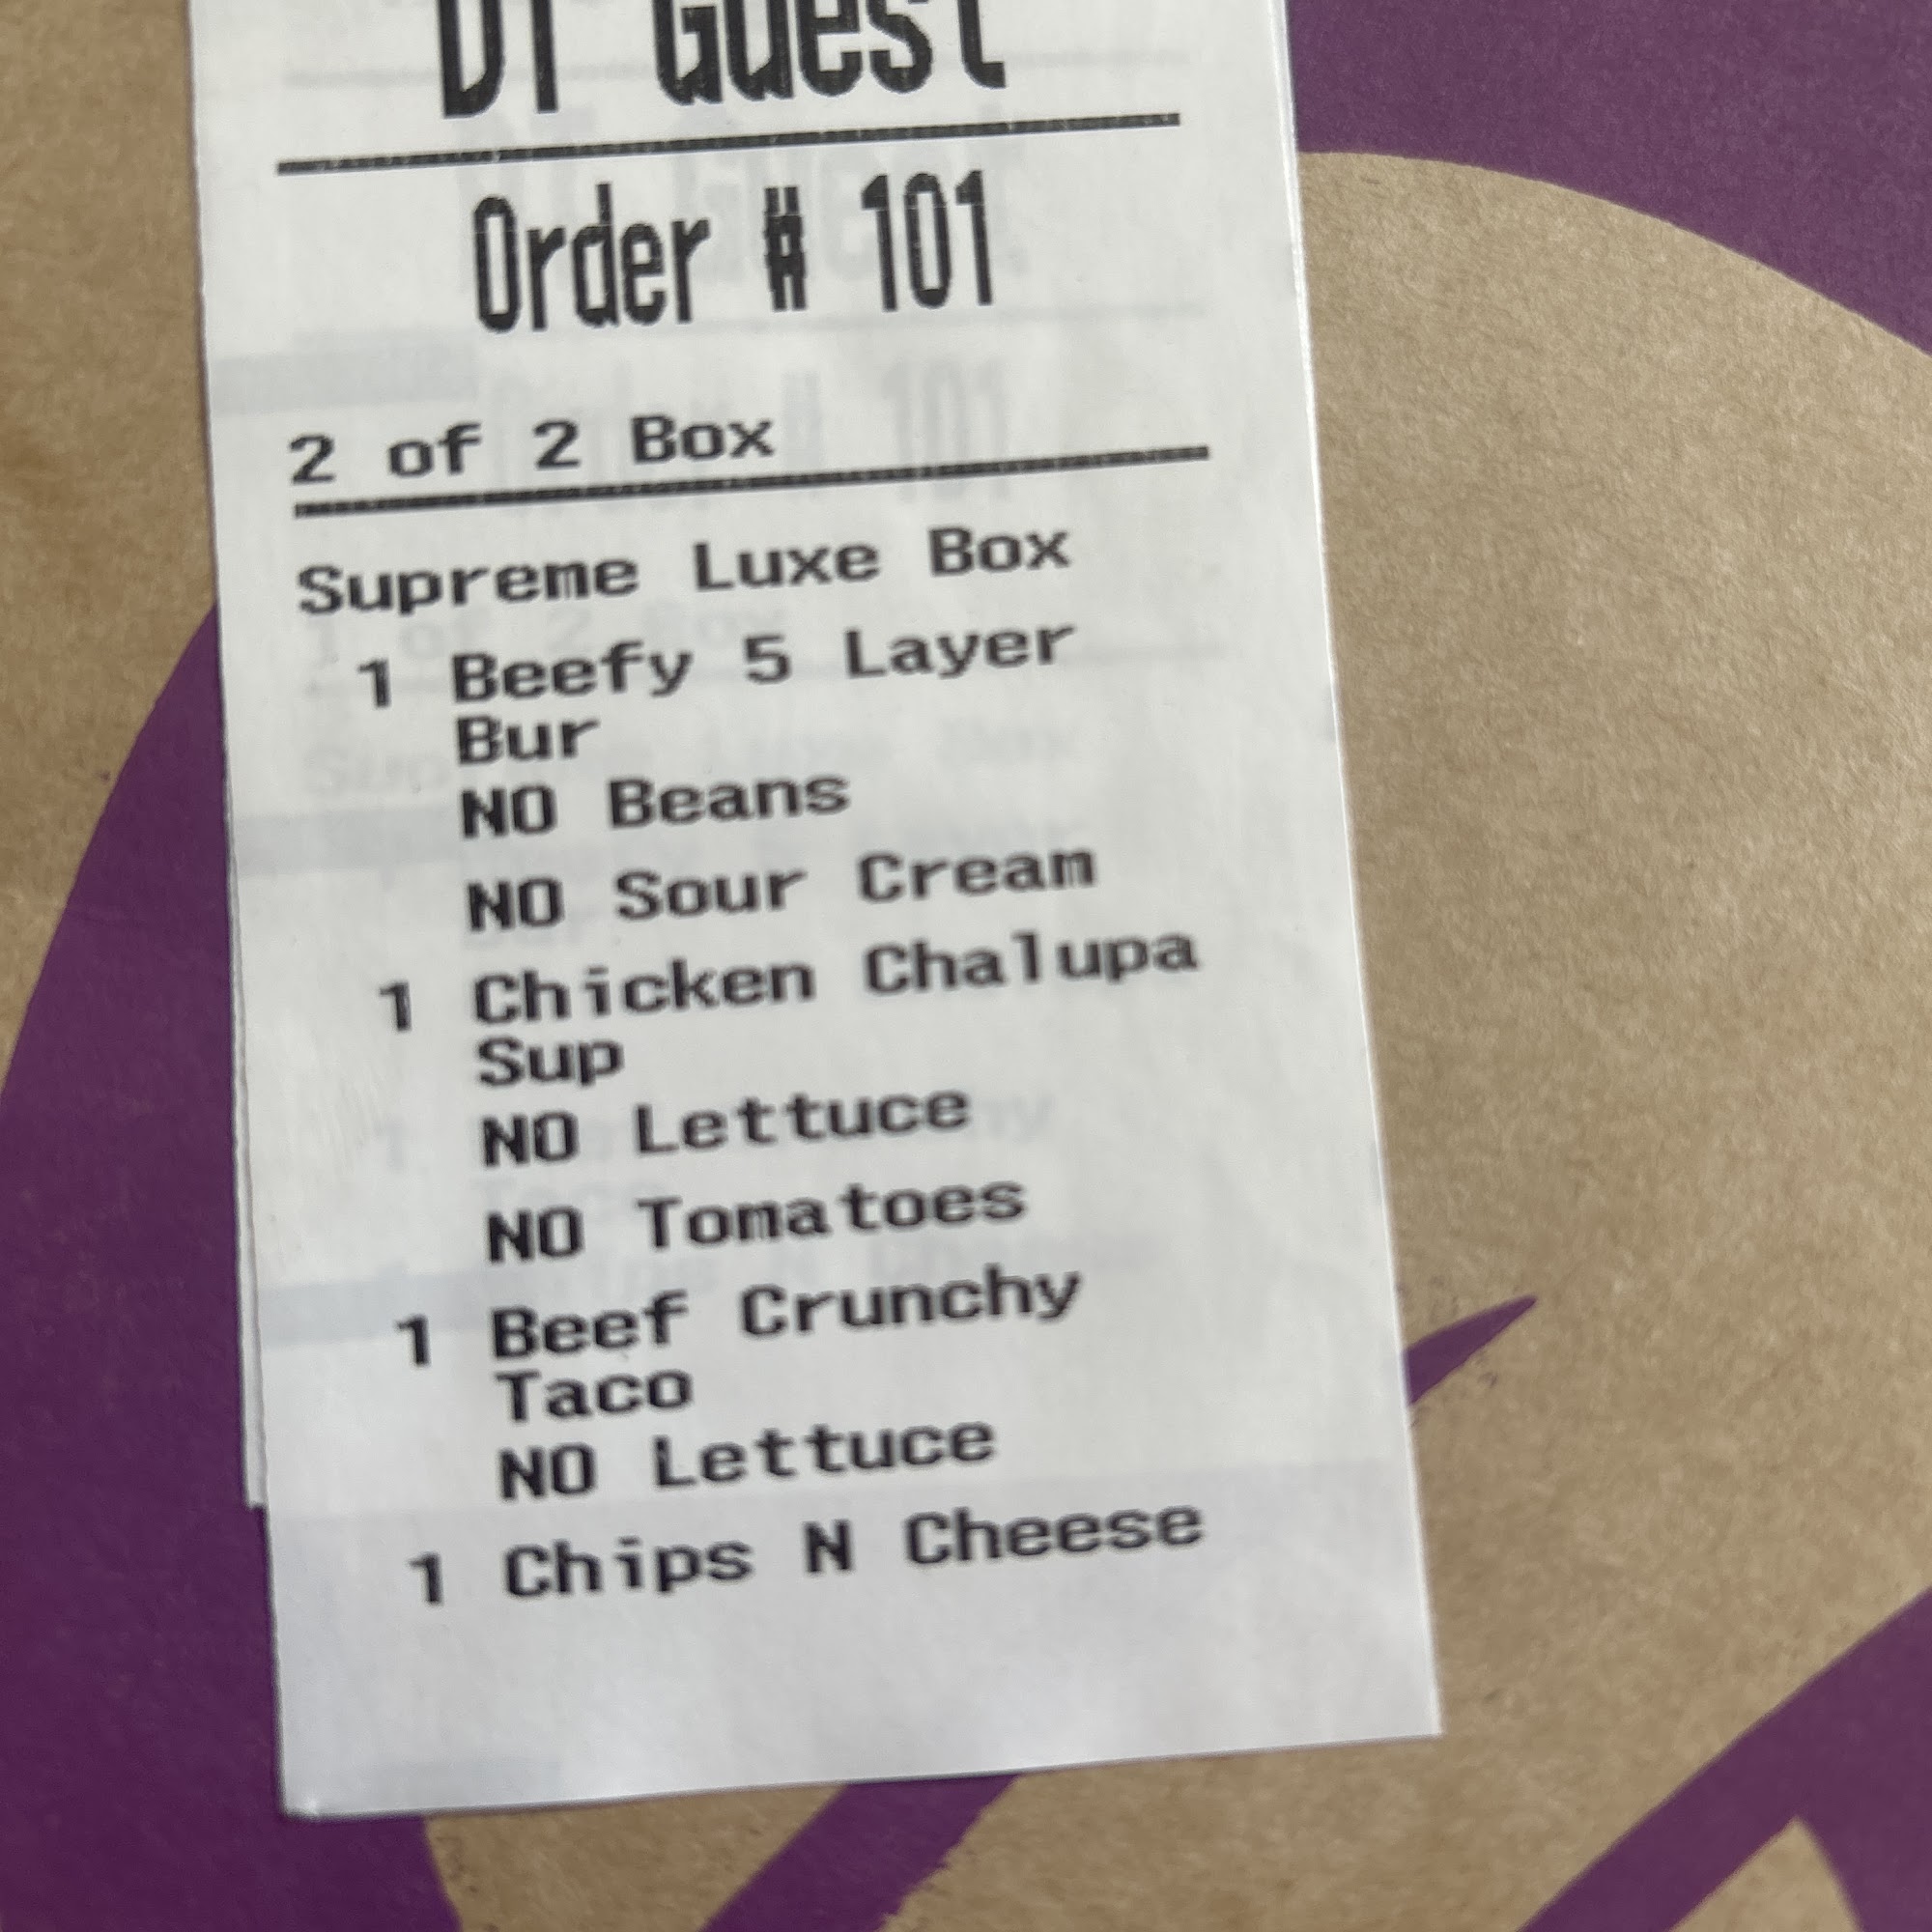 DT Guest
Order # 101
2 of 2 Box
Supreme Luxe Box
1 Beefy 5 Layer
Bur
NO Beans
NO Sour Cream
1 Chicken Chalupa
Sup
NO Lettuce
NO Tomatoes
1 Beef Crunchy
Taco
NO Lettuce
1 Chips N Cheese